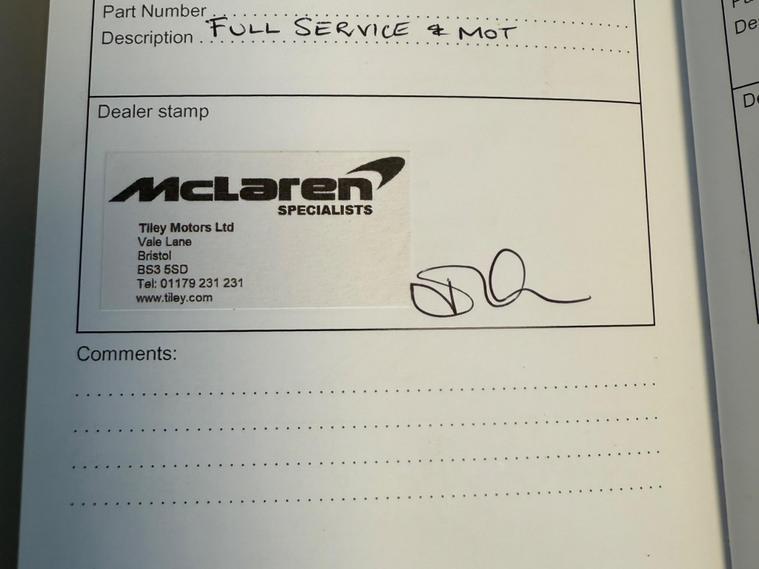 Part Number
Description FULL SERVICE & MOT
Dealer stamp
McLaren
SPECIALISTS
Tiley Motors Ltd
Vale Lane
Bristol
BS3 5SD
Tel: 01179 231 231
www.tiley.com
Comments:
De